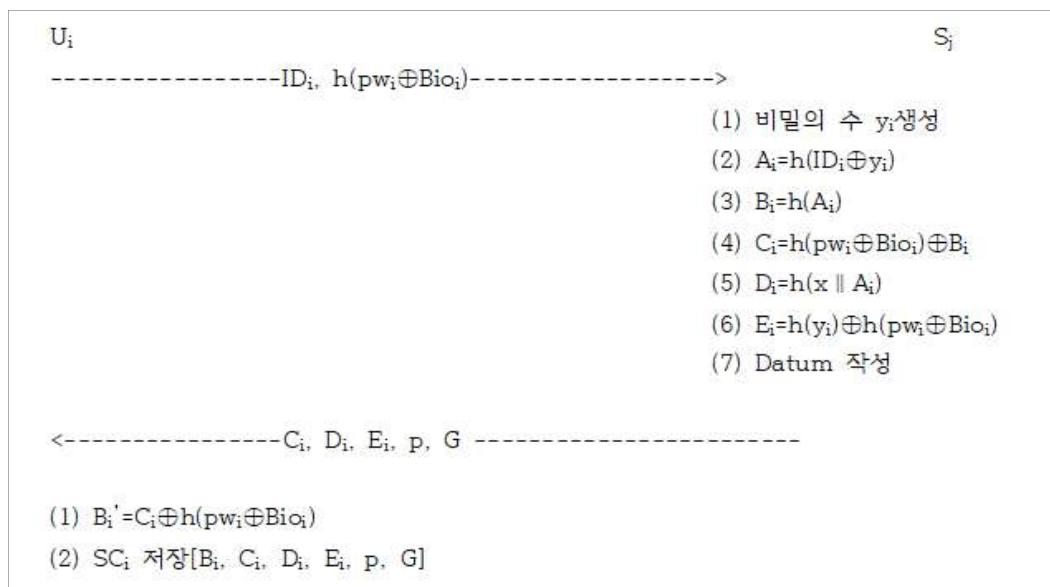 Uᵢ Sⱼ
-----------------IDᵢ, h(pwᵢ⊕Bioᵢ)------------------>
(1) 비밀의 수 yᵢ생성
(2) Aᵢ=h(IDᵢ⊕yᵢ)
(3) Bᵢ=h(Aᵢ)
(4) Cᵢ=h(pwᵢ⊕Bioᵢ)⊕Bᵢ
(5) Dᵢ=h(x ∥ Aᵢ)
(6) Eᵢ=h(yᵢ)⊕h(pwᵢ⊕Bioᵢ)
(7) Datum 작성
<----------------Cᵢ, Dᵢ, Eᵢ, p, G ------------------------
(1) Bᵢ'=Cᵢ⊕h(pwᵢ⊕Bioᵢ)
(2) SCᵢ 저장[Bᵢ, Cᵢ, Dᵢ, Eᵢ, p, G]